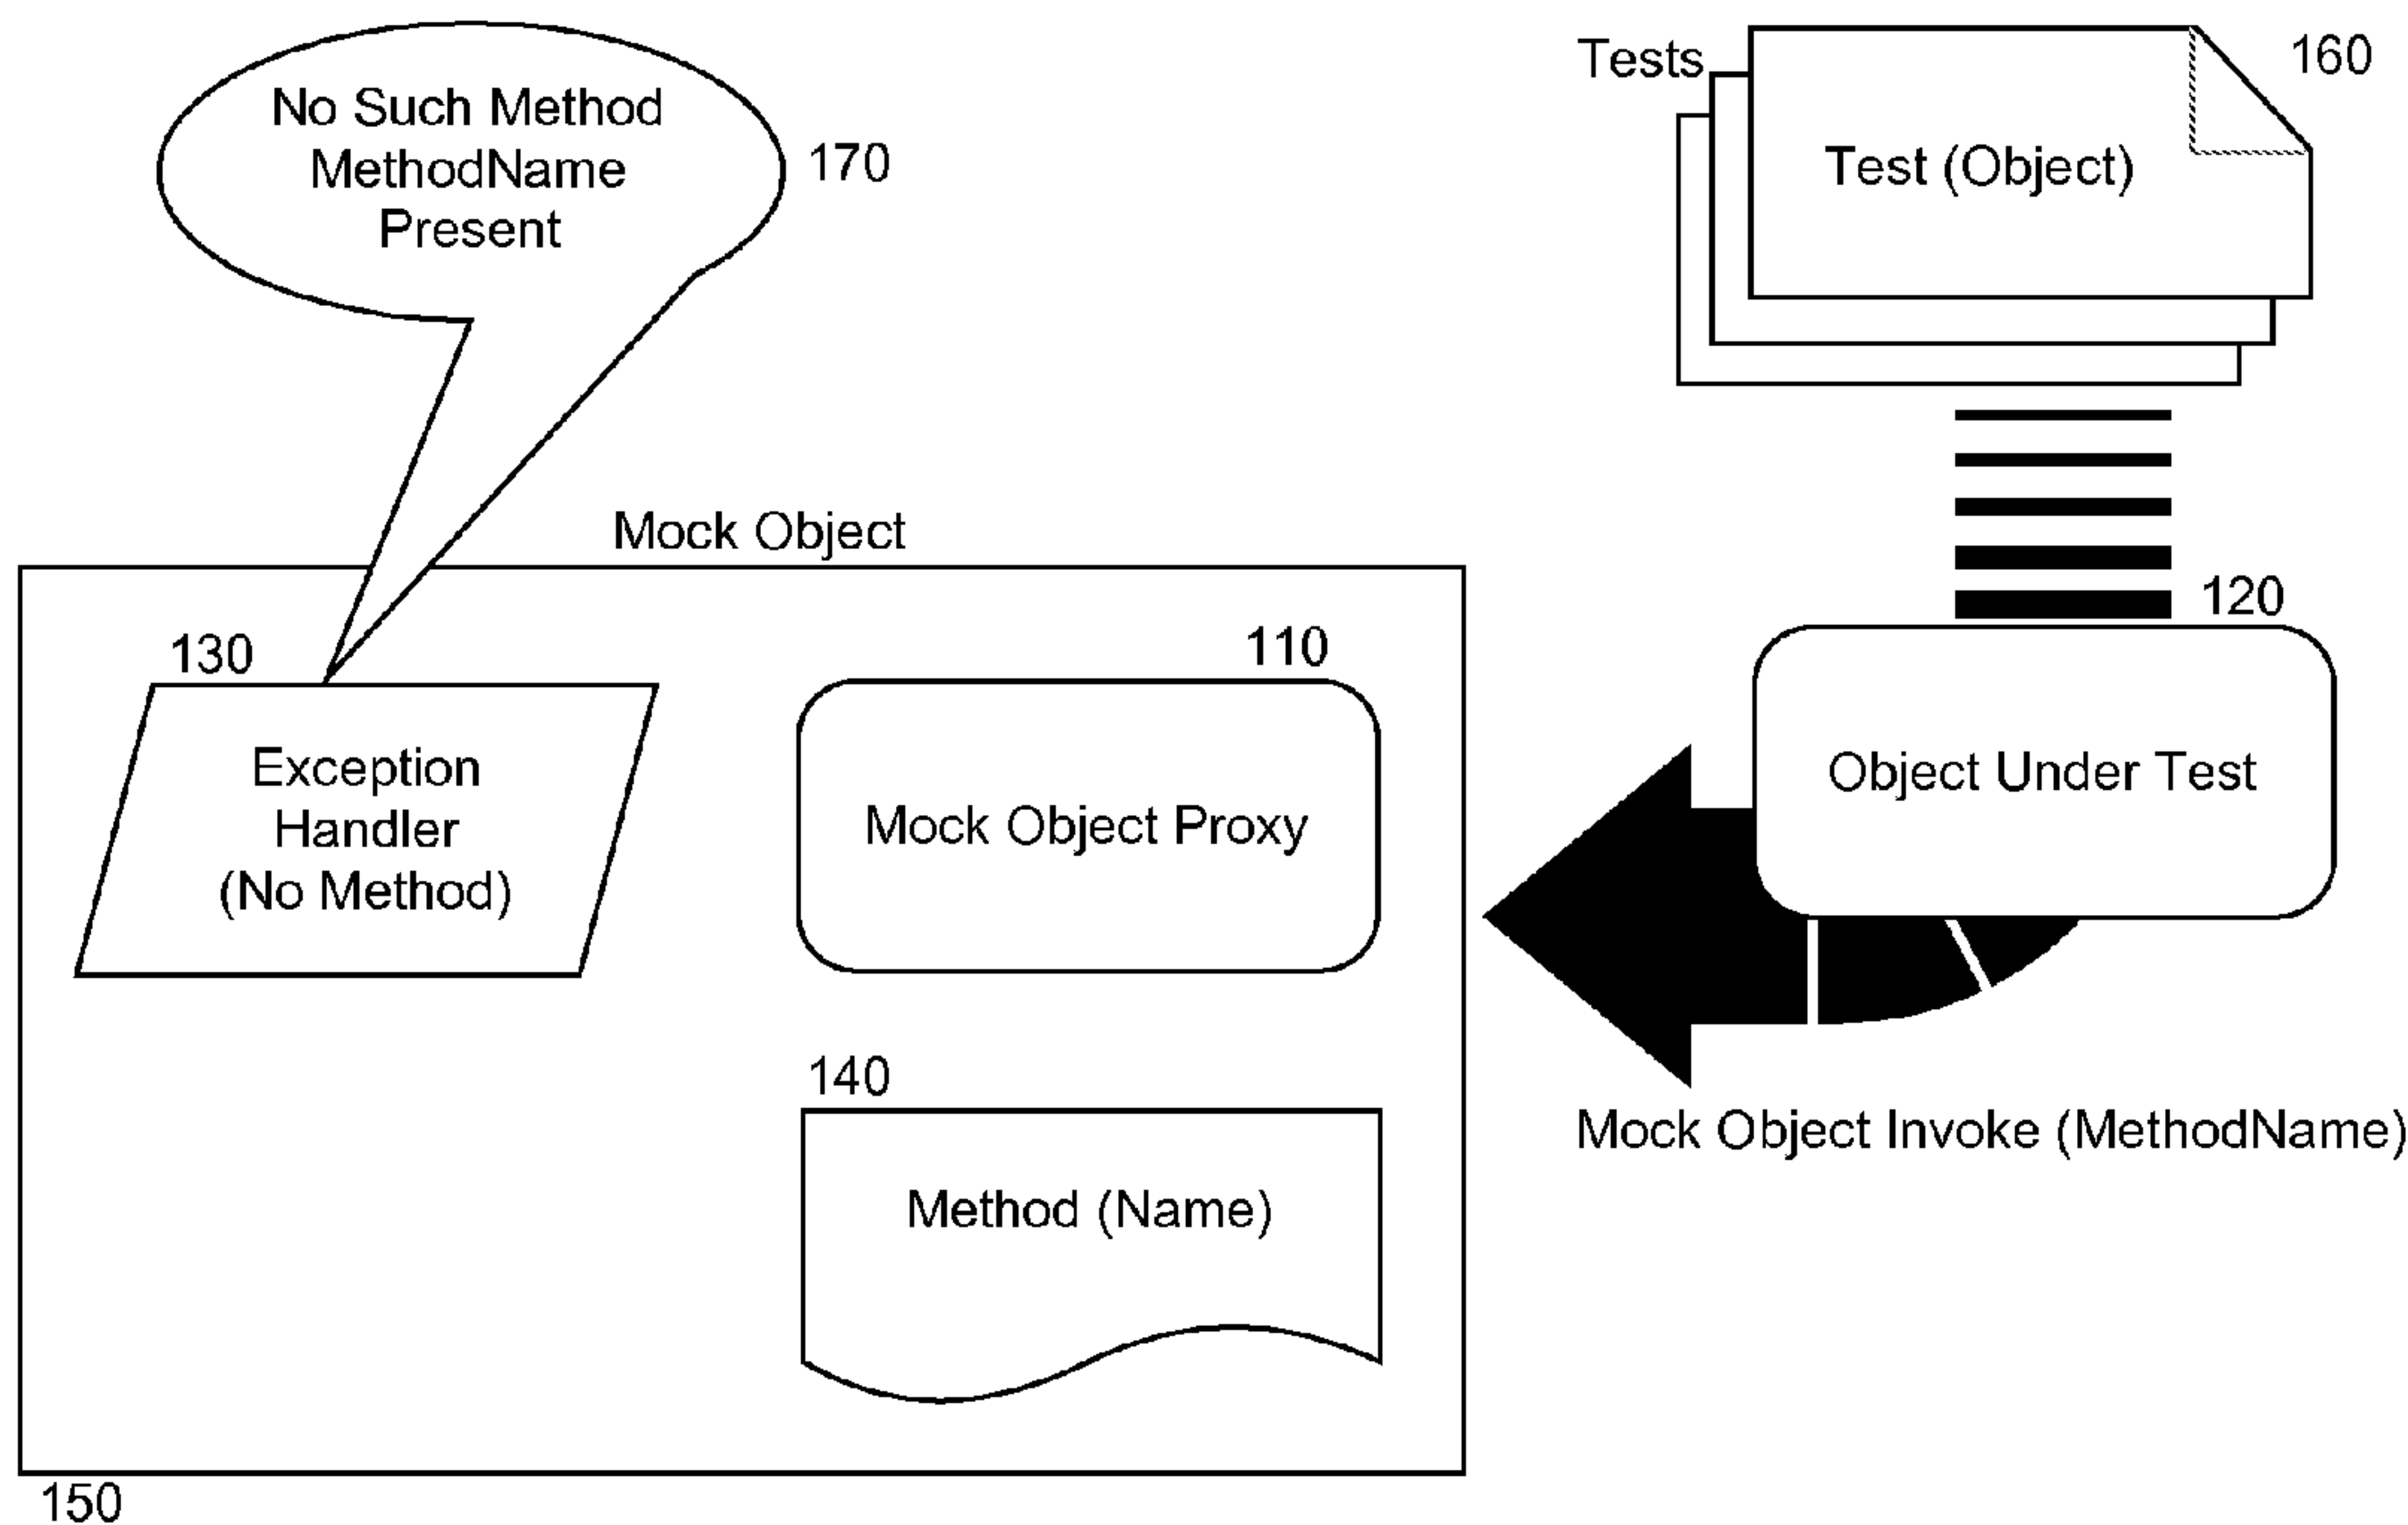 No Such Method
MethodName
Present
170
Tests
160
Test (Object)
Mock Object
130
Exception
Handler
(No Method)
110
Mock Object Proxy
120
Object Under Test
140
Method (Name)
Mock Object Invoke (MethodName)
150